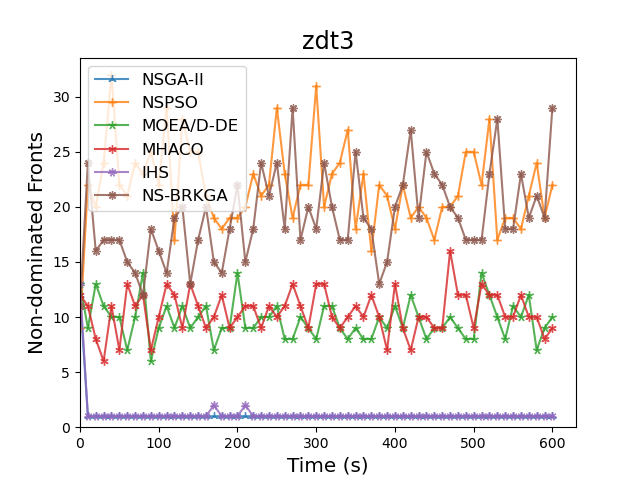 zdt3
NSGA-II
NSPSO
MOEA/D-DE
MHACO
IHS
NS-BRKGA
Non-dominated Fronts
30
25
20
15
10
5
0
0 100 200 300 400 500 600
Time (s)